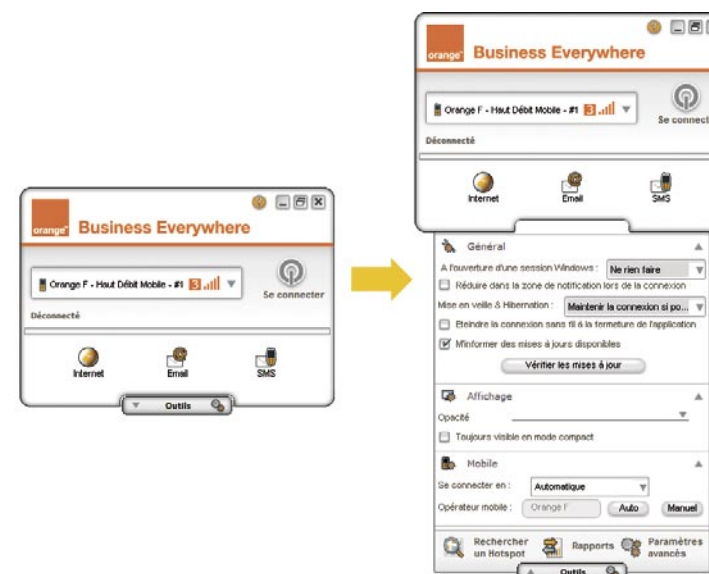 orange™ Business Everywhere
Orange F - Haut Débit Mobile - #1 3
Se connecter
Déconnecté
Internet Email SMS
Outils
orange™ Business Everywhere
Orange F - Haut Débit Mobile - #1 3
Se connect
Déconnecté
Internet Email SMS
Général
A l'ouverture d'une session Windows : Ne rien faire
Réduire dans la zone de notification lors de la connexion
Mise en veille & Hibernation : Maintenir la connexion si po...
Eteindre la connexion sans fil à la fermeture de l'application
M'informer des mises à jour disponibles
Vérifier les mises à jour
Affichage
Opacité
Toujours visible en mode compact
Mobile
Se connecter en : Automatique
Opérateur mobile : Orange F Auto Manuel
Rechercher un Hotspot Rapports Paramètres avancés
Outils